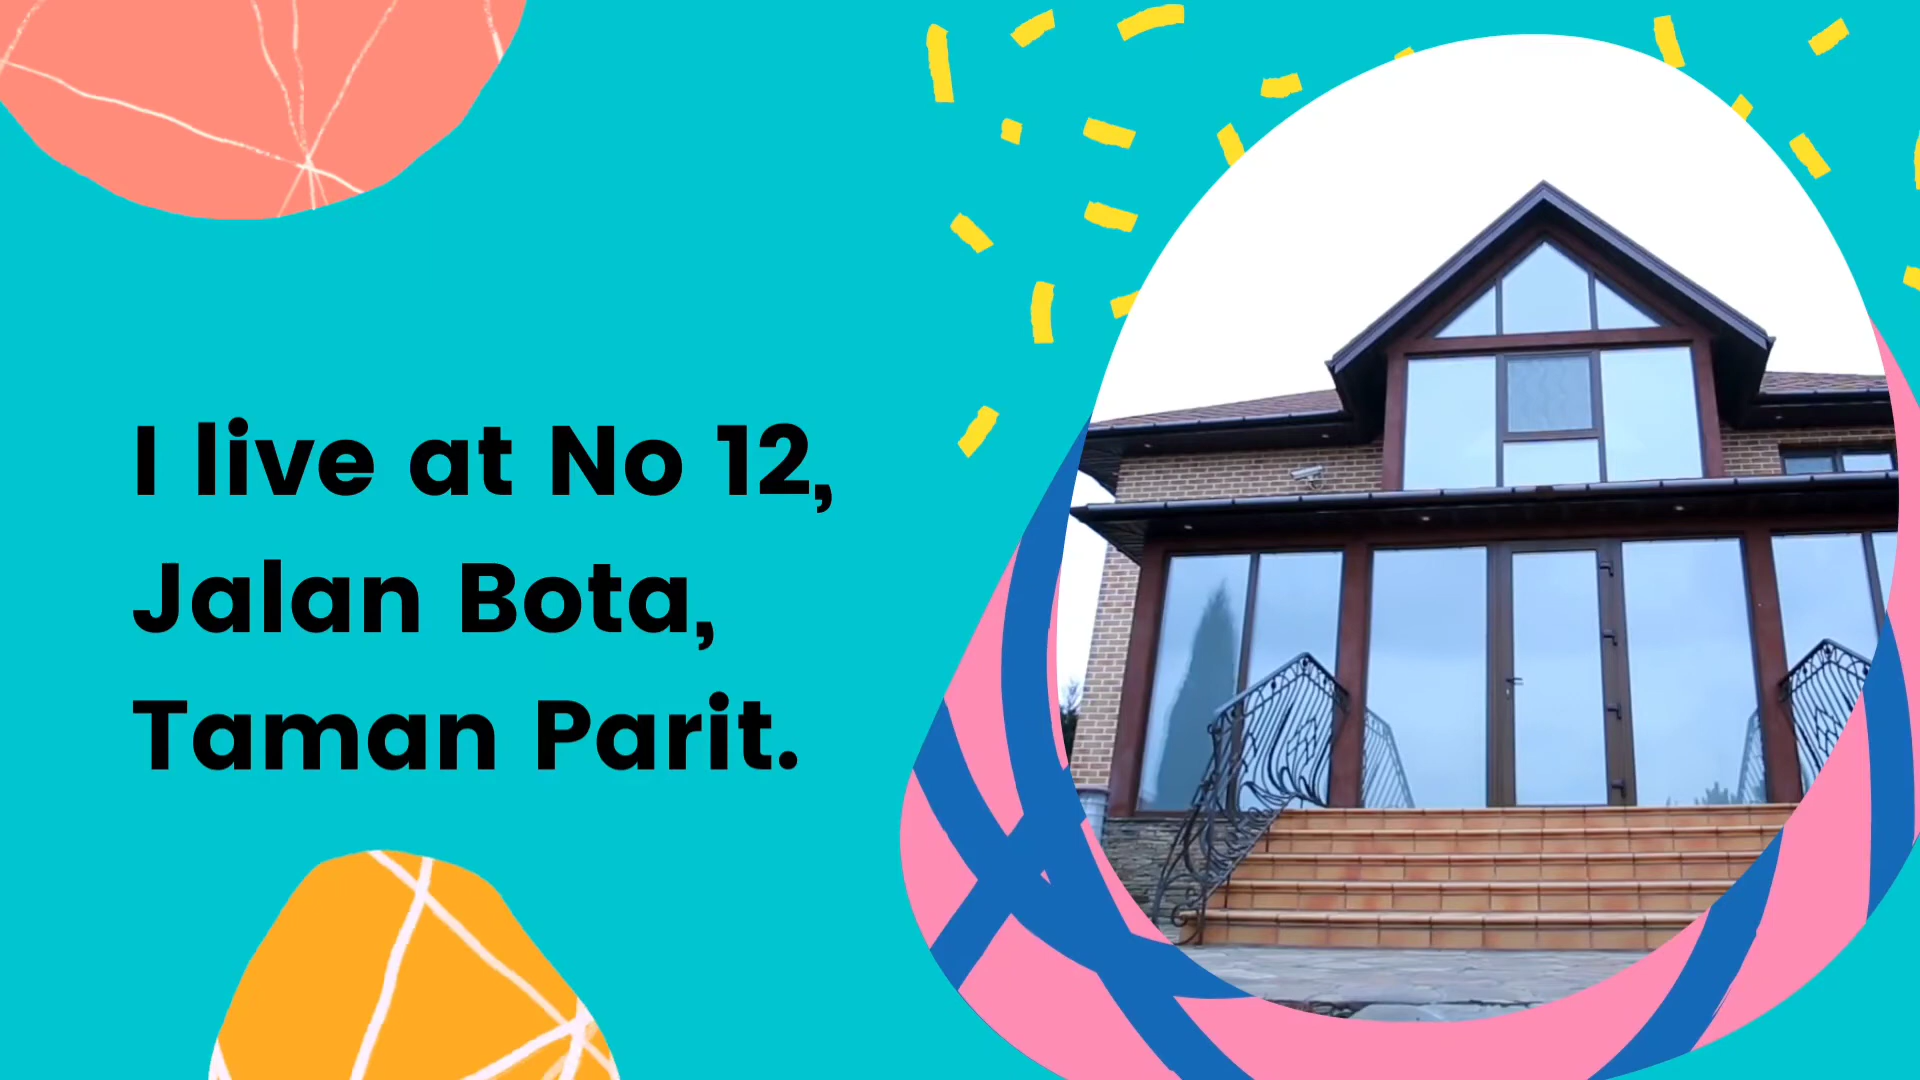 I live at No 12,
Jalan Bota,
Taman Parit.